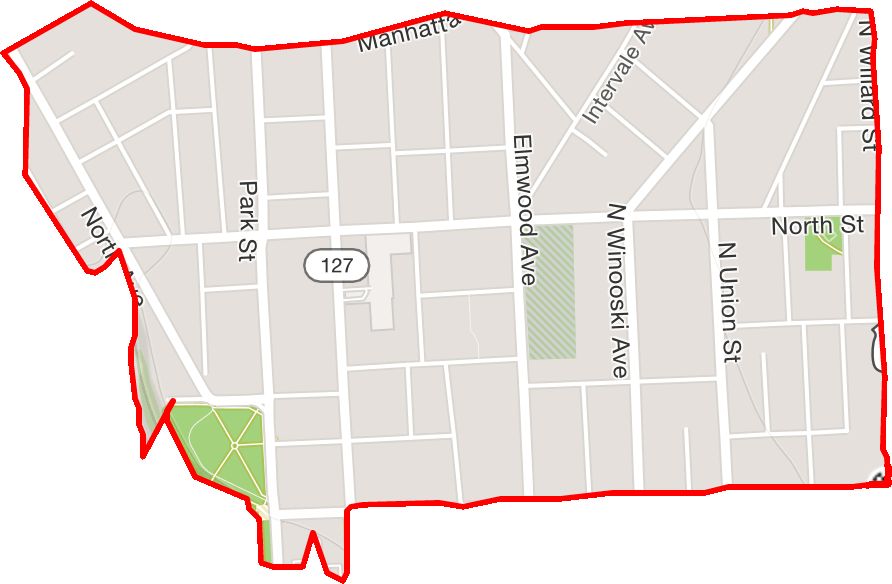 Manhatta
Intervale Av
N Willard St
Elmwood Ave
Park St
North Ave
North St
N Winooski Ave
N Union St
127